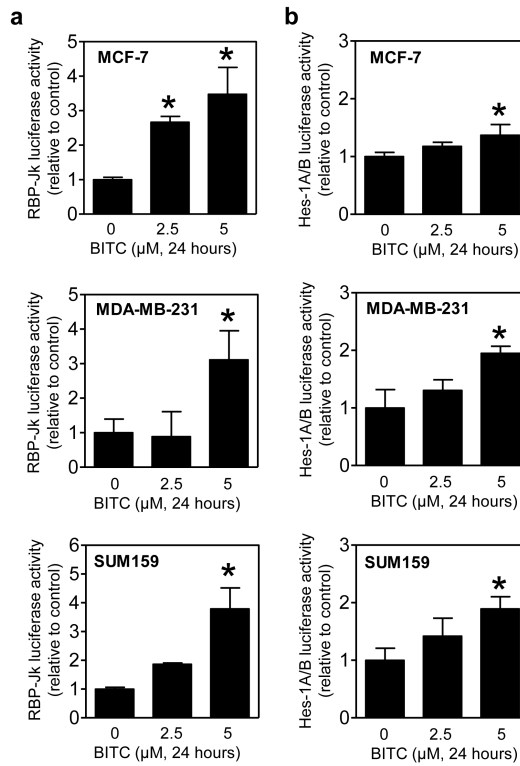 a
RBP-Jk luciferase activity
(relative to control)
5
4
3
2
1
0
MCF-7
*
*
0 2.5 5
BITC (µM, 24 hours)
RBP-Jk luciferase activity
(relative to control)
5
4
3
2
1
0
MDA-MB-231
*
0 2.5 5
BITC (µM, 24 hours)
RBP-Jk luciferase activity
(relative to control)
6
5
4
3
2
1
0
SUM159
*
0 2.5 5
BITC (µM, 24 hours)
b
Hes-1A/B luciferase activity
(relative to control)
3
2
1
0
MCF-7
*
0 2.5 5
BITC (µM, 24 hours)
Hes-1A/B luciferase activity
(relative to control)
3
2
1
0
MDA-MB-231
*
0 2.5 5
BITC (µM, 24 hours)
Hes-1A/B luciferase activity
(relative to control)
3
2
1
0
SUM159
*
0 2.5 5
BITC (µM, 24 hours)